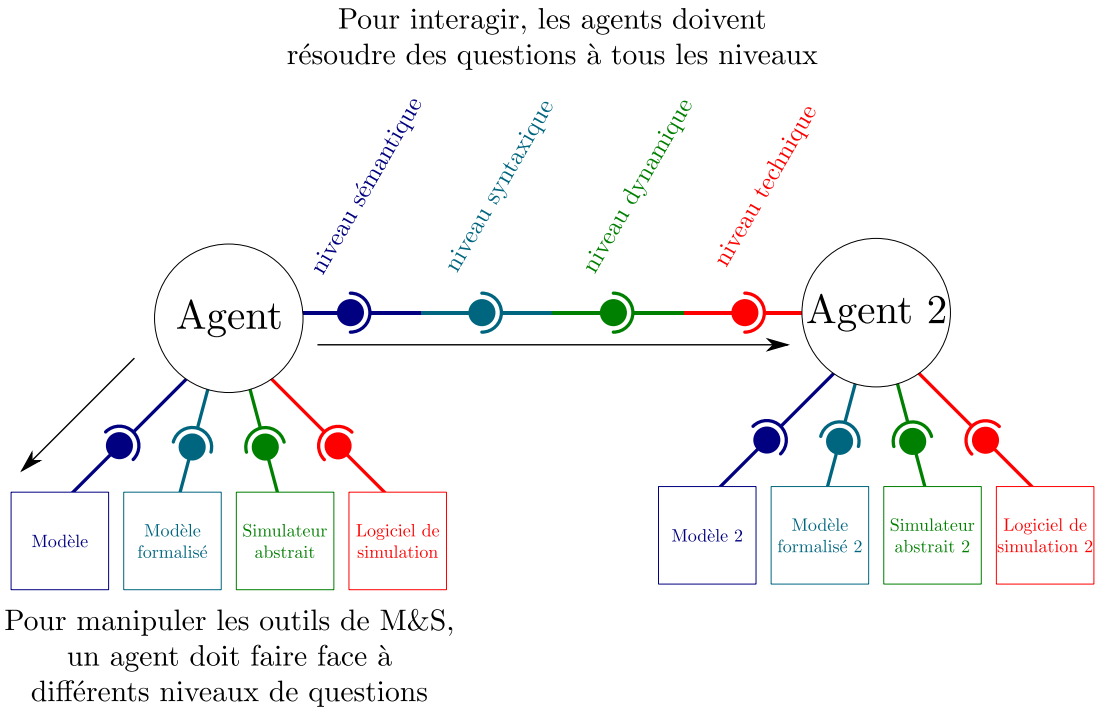 Pour interagir, les agents doivent
résoudre des questions à tous les niveaux
niveau sémantique
niveau syntaxique
niveau dynamique
niveau technique
Agent
Agent 2
Modèle
Modèle
formalisé
Simulateur
abstrait
Logiciel de
simulation
Modèle 2
Modèle
formalisé 2
Simulateur
abstrait 2
Logiciel de
simulation 2
Pour manipuler les outils de M&S,
un agent doit faire face à
différents niveaux de questions